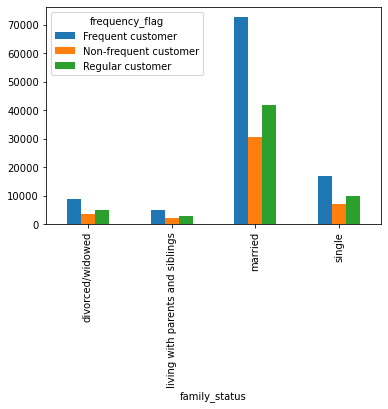 frequency_flag
Frequent customer
Non-frequent customer
Regular customer
70000
60000
50000
40000
30000
20000
10000
0
divorced/widowed
living with parents and siblings
married
single
family_status